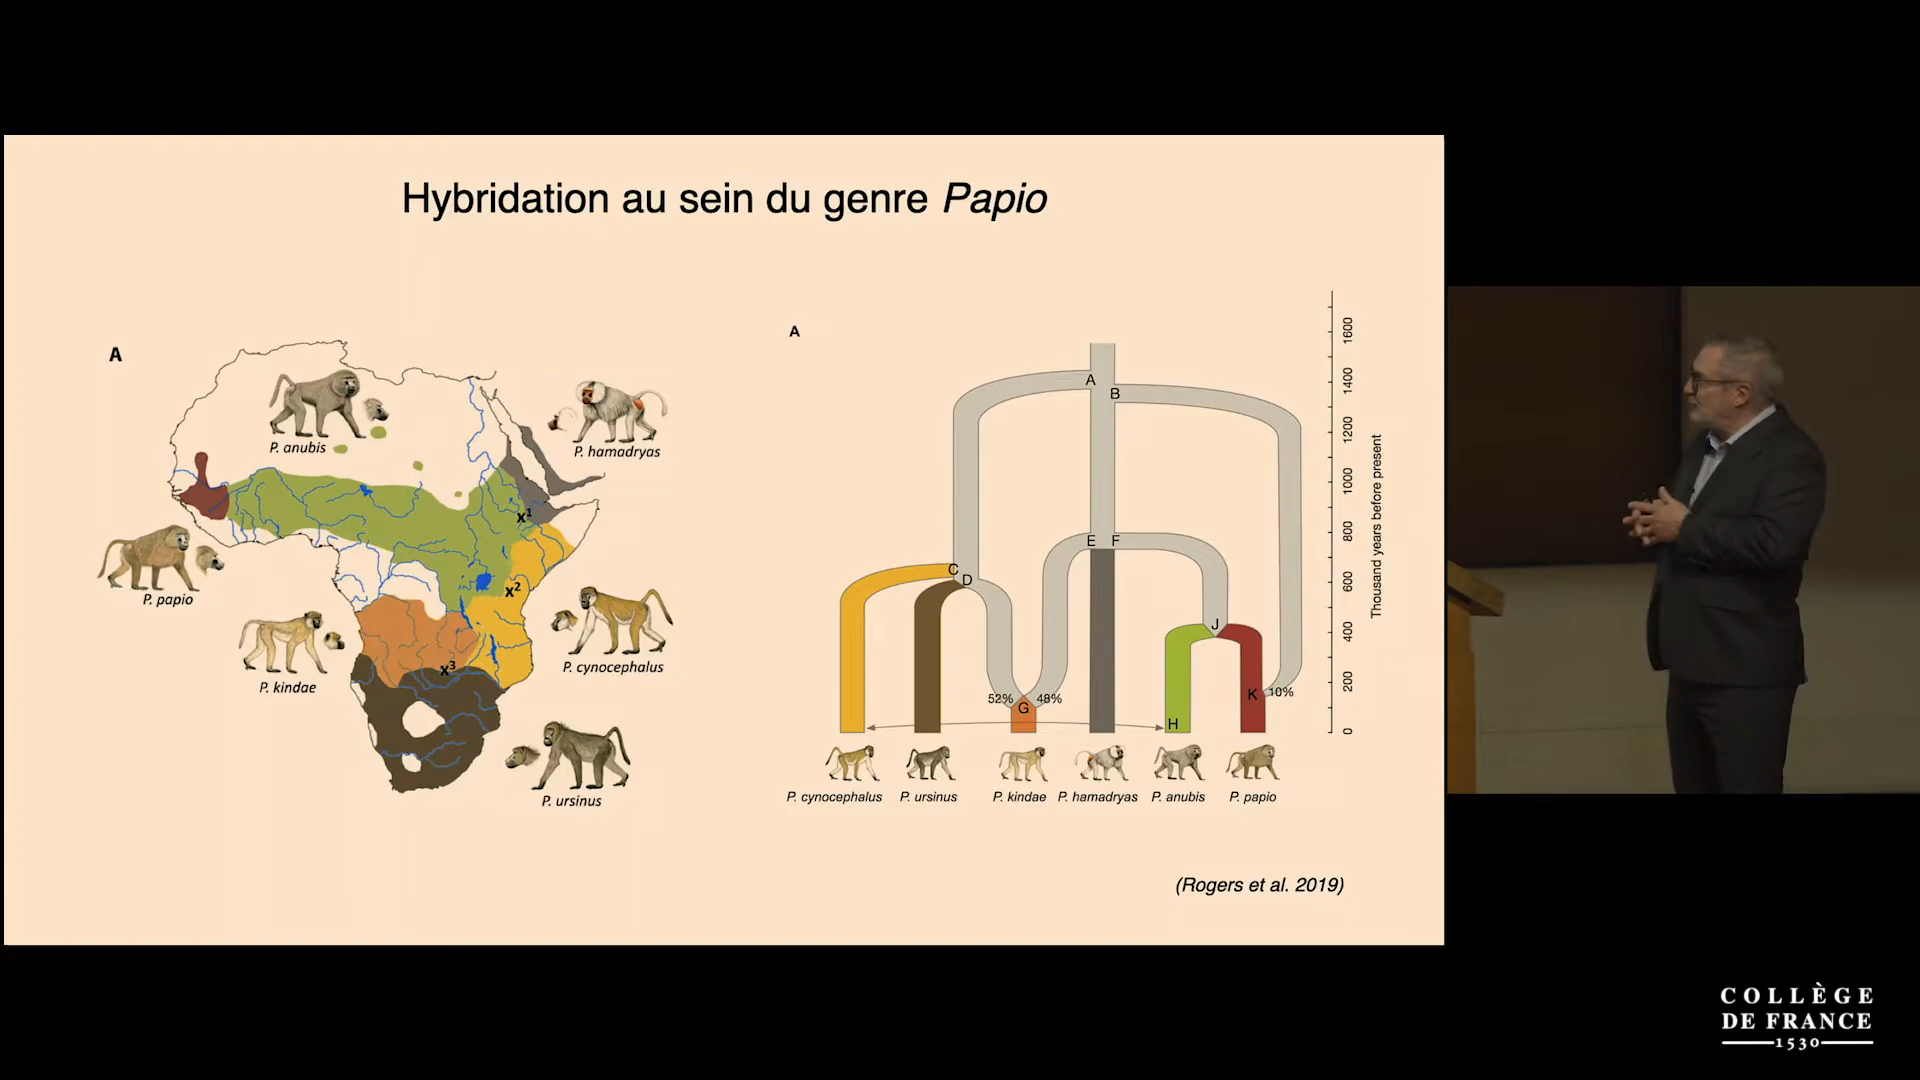 Hybridation au sein du genre Papio
A
P. anubis
P. hamadryas
x1
P. papio
x2
P. cynocephalus
P. kindae
x3
P. ursinus
A
1600
1400
1200
1000
800
600
400
200
0
Thousand years before present
A
B
E F
C
D
J
52%
G
48%
K
10%
H
P. cynocephalus
P. ursinus
P. kindae
P. hamadryas
P. anubis
P. papio
(Rogers et al. 2019)
COLLÈGE
DE FRANCE
1530